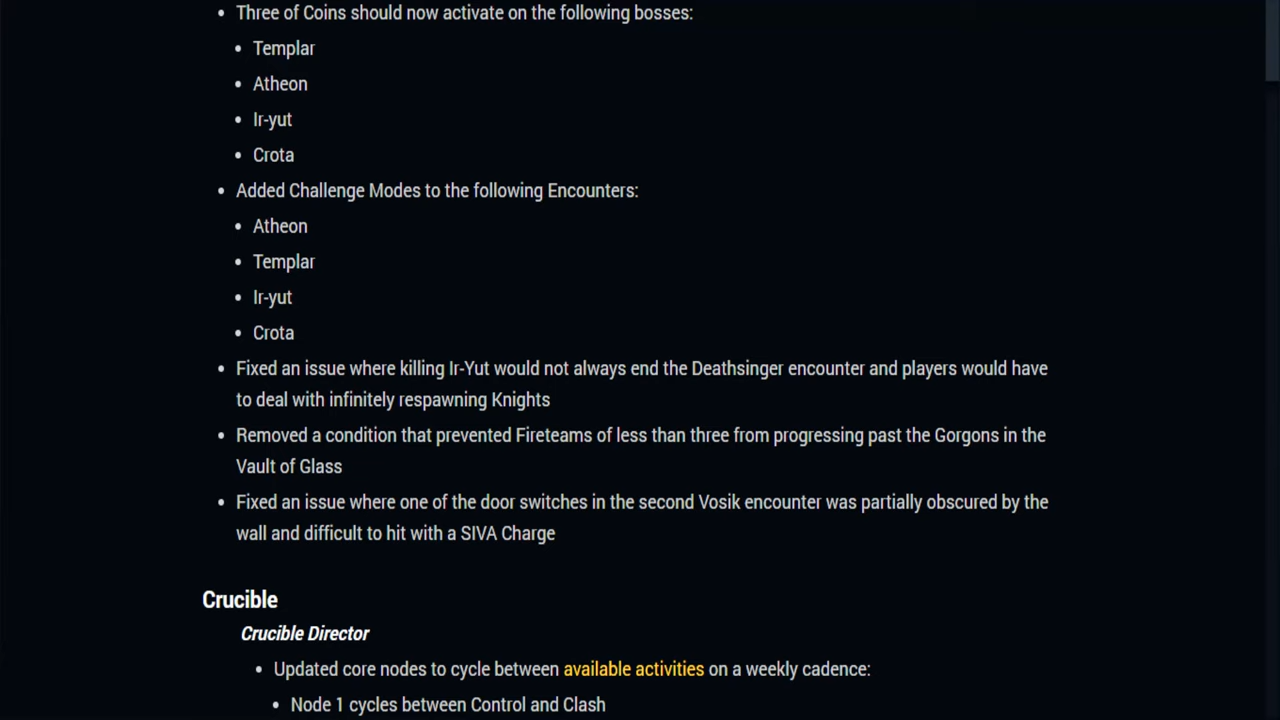 Three of Coins should now activate on the following bosses:
Templar
Atheon
Ir-yut
Crota
Added Challenge Modes to the following Encounters:
Atheon
Templar
Ir-yut
Crota
Fixed an issue where killing Ir-Yut would not always end the Deathsinger encounter and players would have
to deal with infinitely respawning Knights
Removed a condition that prevented Fireteams of less than three from progressing past the Gorgons in the
Vault of Glass
Fixed an issue where one of the door switches in the second Vosik encounter was partially obscured by the
wall and difficult to hit with a SIVA Charge
Crucible
Crucible Director
Updated core nodes to cycle between available activities on a weekly cadence:
Node 1 cycles between Control and Clash